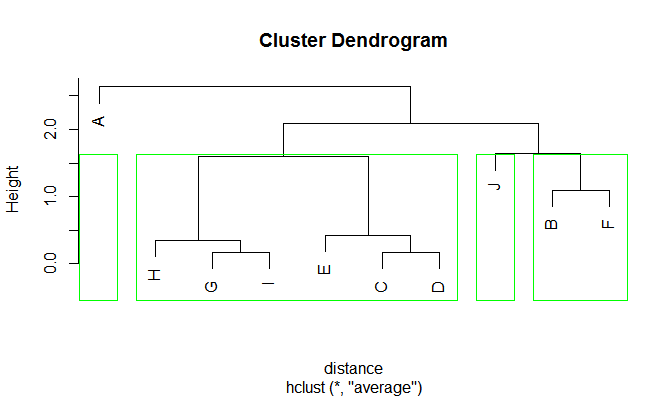 Cluster Dendrogram
Height
0.0 1.0 2.0
A
H
G
I
E
C
D
J
B
F
distance
hclust (*, "average")